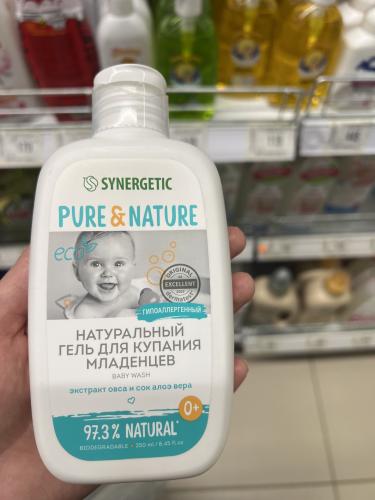 SYNERGETIC
PURE & NATURE
eco
ORIGINAL
EXCELLENT
Dermatest
ГИПОАЛЛЕРГЕННЫЙ
НАТУРАЛЬНЫЙ
ГЕЛЬ ДЛЯ КУПАНИЯ
МЛАДЕНЦЕВ
BABY WASH
экстракт овса и сок алоэ вера
0+
97.3 % NATURAL*
BIODEGRADABLE • 250 ml / 8.45 fl. oz